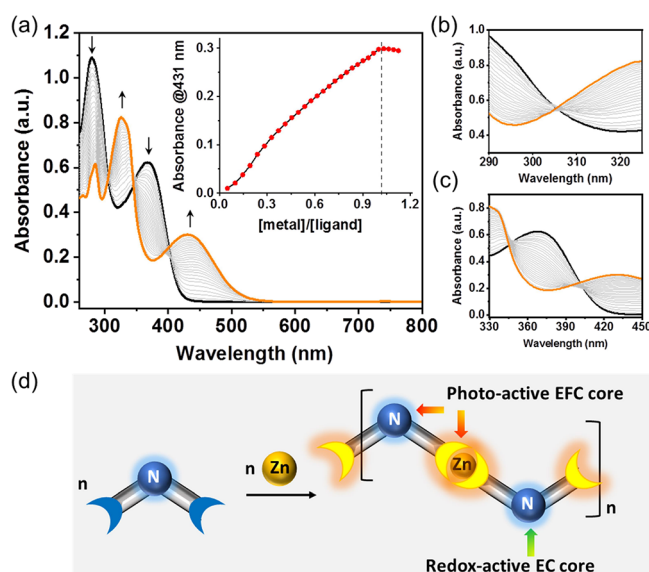 (a)
1.2
1.0
0.8
0.6
0.4
0.2
0.0
Absorbance (a.u.)
300 400 500 600 700 800
Wavelength (nm)
0.3
0.2
0.1
0.0
Absorbance @431 nm
0.0 0.3 0.6 0.9 1.2
[metal]/[ligand]
(b)
1.0
0.8
0.6
0.4
Absorbance (a.u.)
290 300 310 320
Wavelength (nm)
(c)
0.8
0.6
0.4
0.2
0.0
Absorbance (a.u.)
330 360 390 420 450
Wavelength (nm)
(d)
Photo-active EFC core
n N n Zn N Zn N n
Redox-active EC core